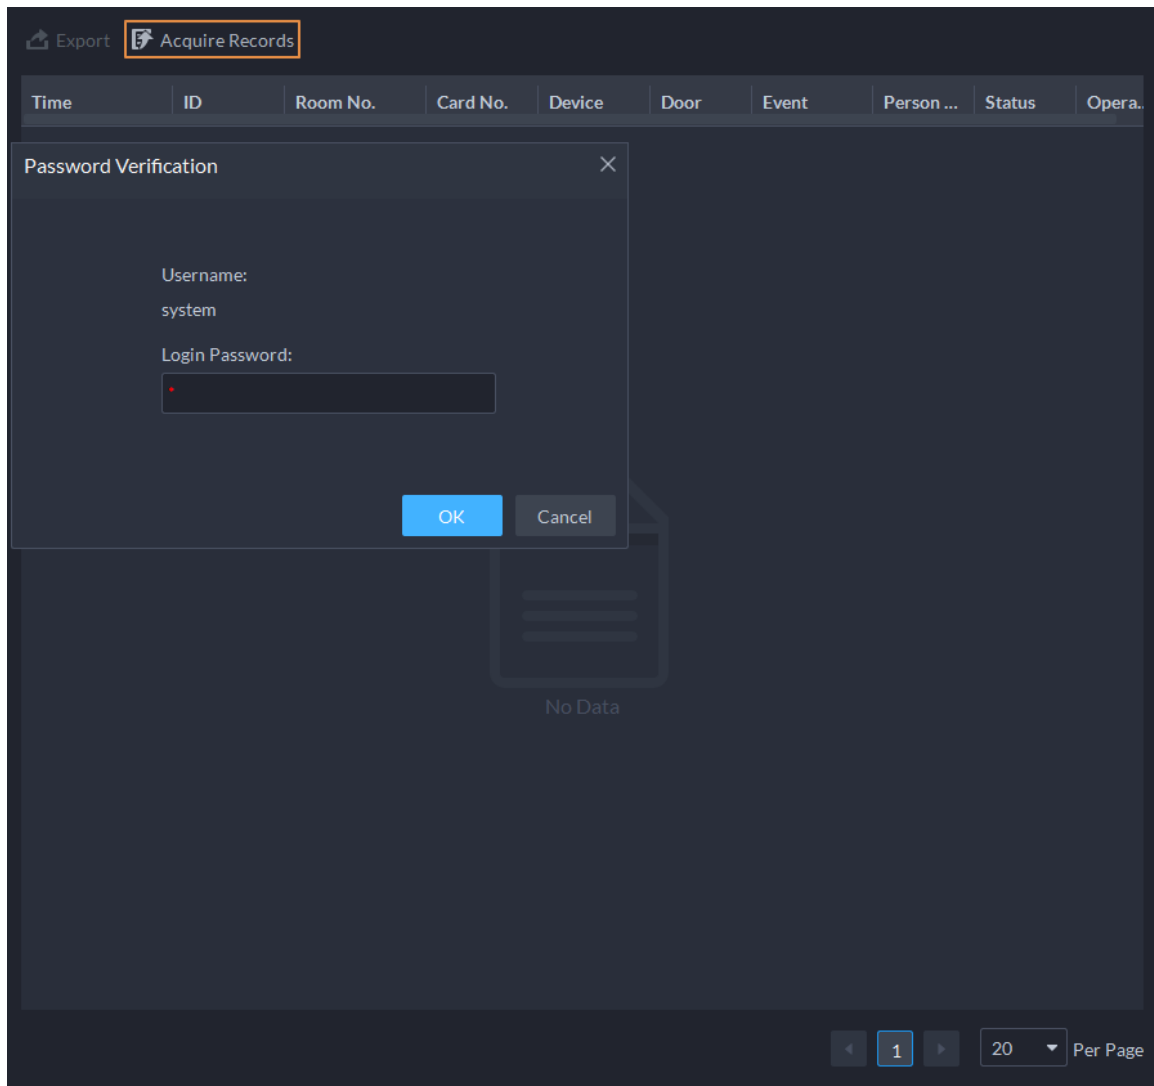 Export Acquire Records
Time ID Room No. Card No. Device Door Event Person ... Status Opera..
Password Verification
Username:
system
Login Password:
OK Cancel
No Data
1 20 Per Page